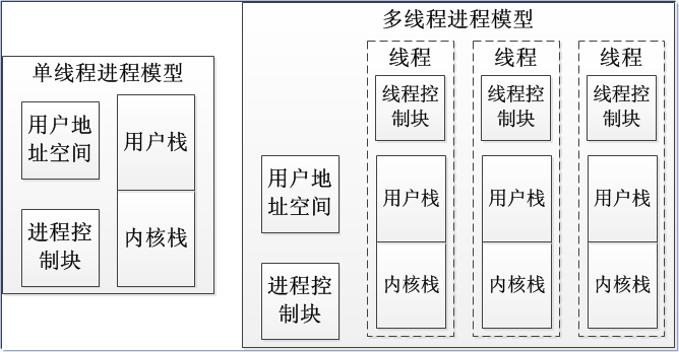 单线程进程模型
用户地
址空间
用户栈
进程控
制块
内核栈
多线程进程模型
线程
线程
线程
线程控
制块
线程控
制块
线程控
制块
用户地
址空间
用户栈
用户栈
用户栈
进程控
制块
内核栈
内核栈
内核栈